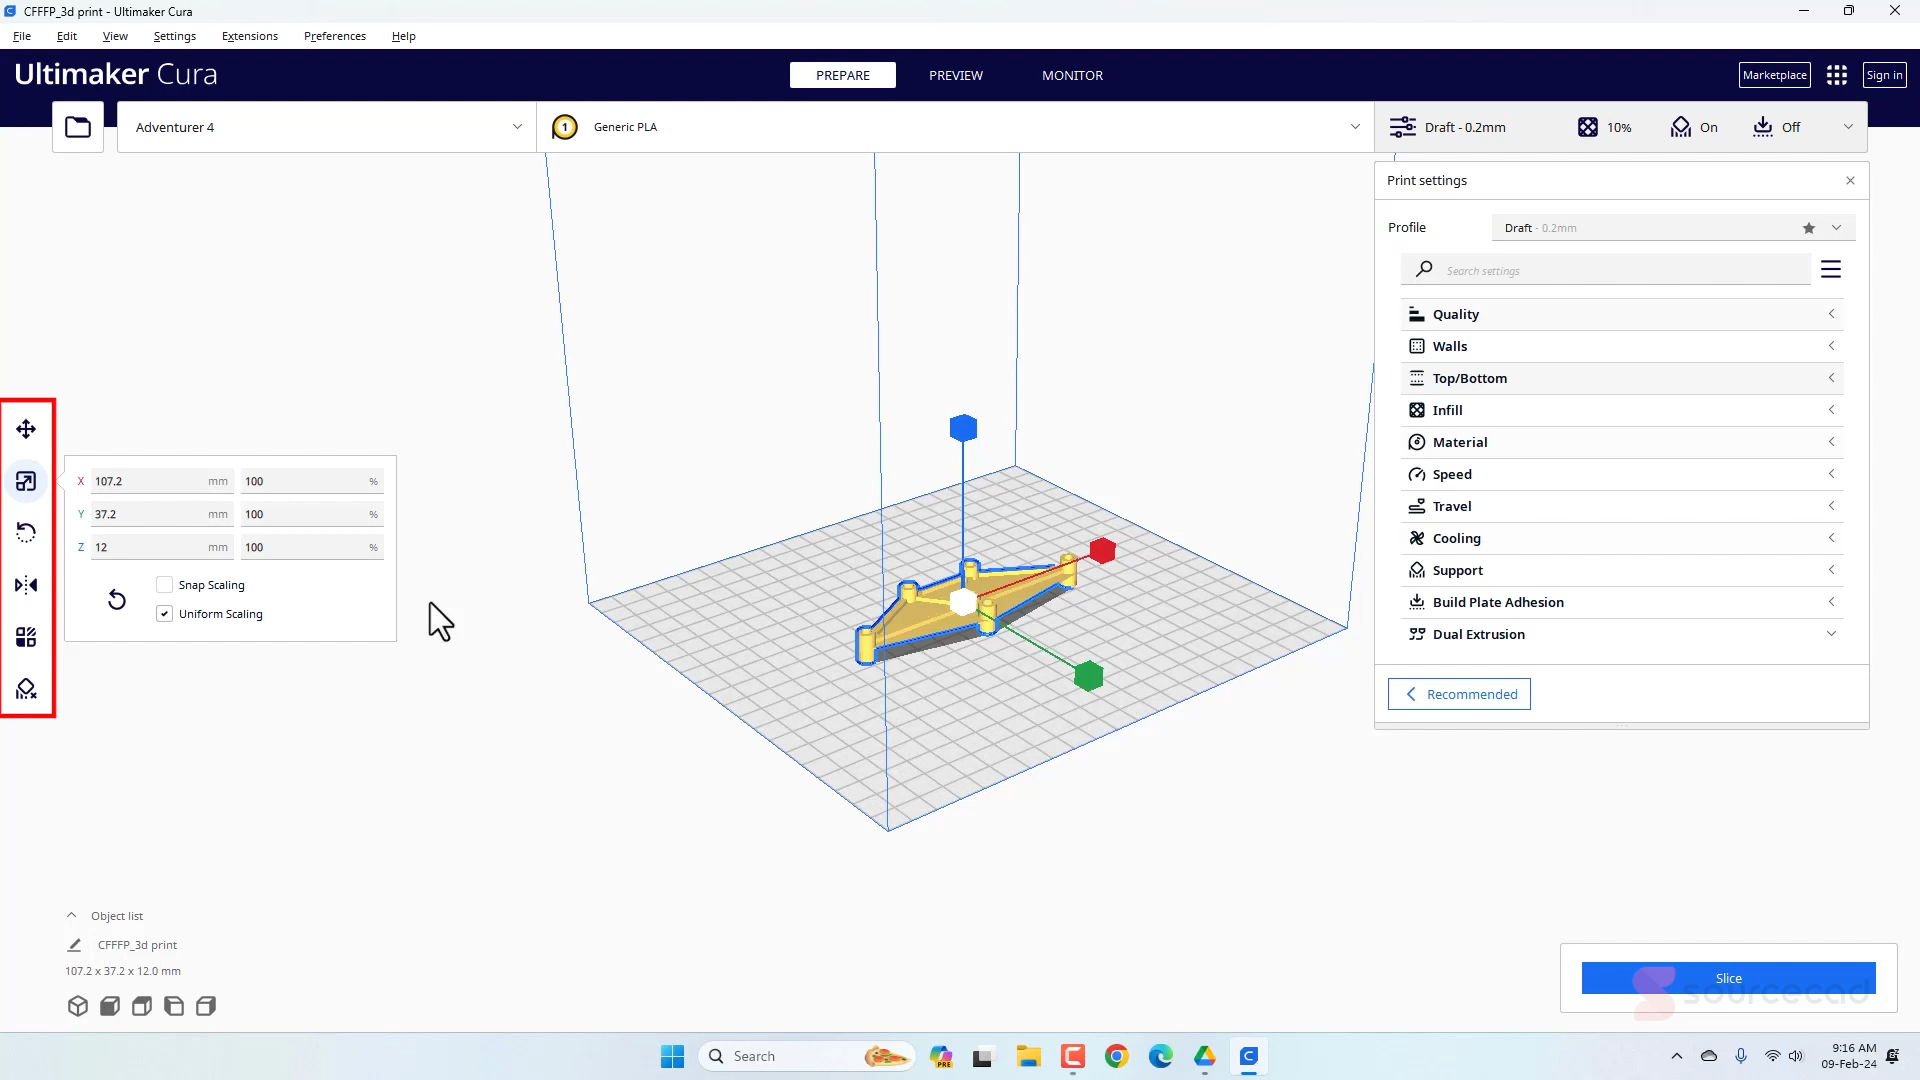 CFFFP_3d print - Ultimaker Cura
File Edit View Settings Extensions Preferences Help
Ultimaker Cura
PREPARE PREVIEW MONITOR
Marketplace Sign in
Adventurer 4
1 Generic PLA
Draft - 0.2mm 10% On Off
Print settings
Profile Draft - 0.2mm
Search settings
Quality
Walls
Top/Bottom
Infill
Material
Speed
Travel
Cooling
Support
Build Plate Adhesion
Dual Extrusion
Recommended
X 107.2 mm 100 %
Y 37.2 mm 100 %
Z 12 mm 100 %
Snap Scaling
Uniform Scaling
Object list
CFFFP_3d print
107.2 x 37.2 x 12.0 mm
Slice
sourcecad
Search
PRE
9:16 AM
09-Feb-24